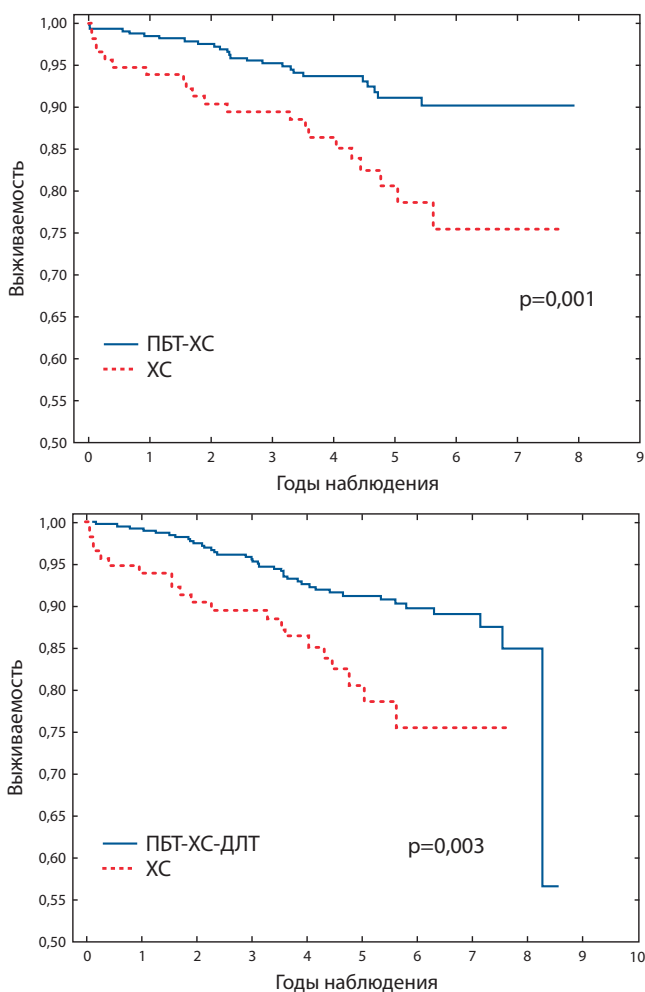 1,00
0,95
0,90
0,85
0,80
0,75
0,70
0,65
0,60
0,55
0,50
Выживаемость
p=0,001
ПБТ-ХС
ХС
0 1 2 3 4 5 6 7 8 9
Годы наблюдения
1,00
0,95
0,90
0,85
0,80
0,75
0,70
0,65
0,60
0,55
0,50
Выживаемость
ПБТ-ХС-ДЛТ
p=0,003
ХС
0 1 2 3 4 5 6 7 8 9 10
Годы наблюдения